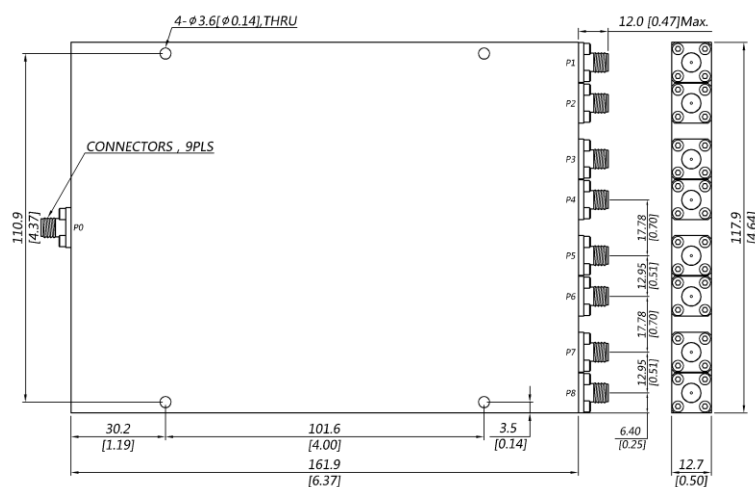 4-φ3.6[φ0.14],THRU
12.0 [0.47]Max.
P1
P2
CONNECTORS , 9PLS
P3
P4
P0
110.9
[4.37]
17.78
[0.70]
117.9
[4.64]
P5
12.95
[0.51]
P6
17.78
[0.70]
P7
12.95
[0.51]
P8
30.2
[1.19]
101.6
[4.00]
3.5
[0.14]
6.40
[0.25]
161.9
[6.37]
12.7
[0.50]